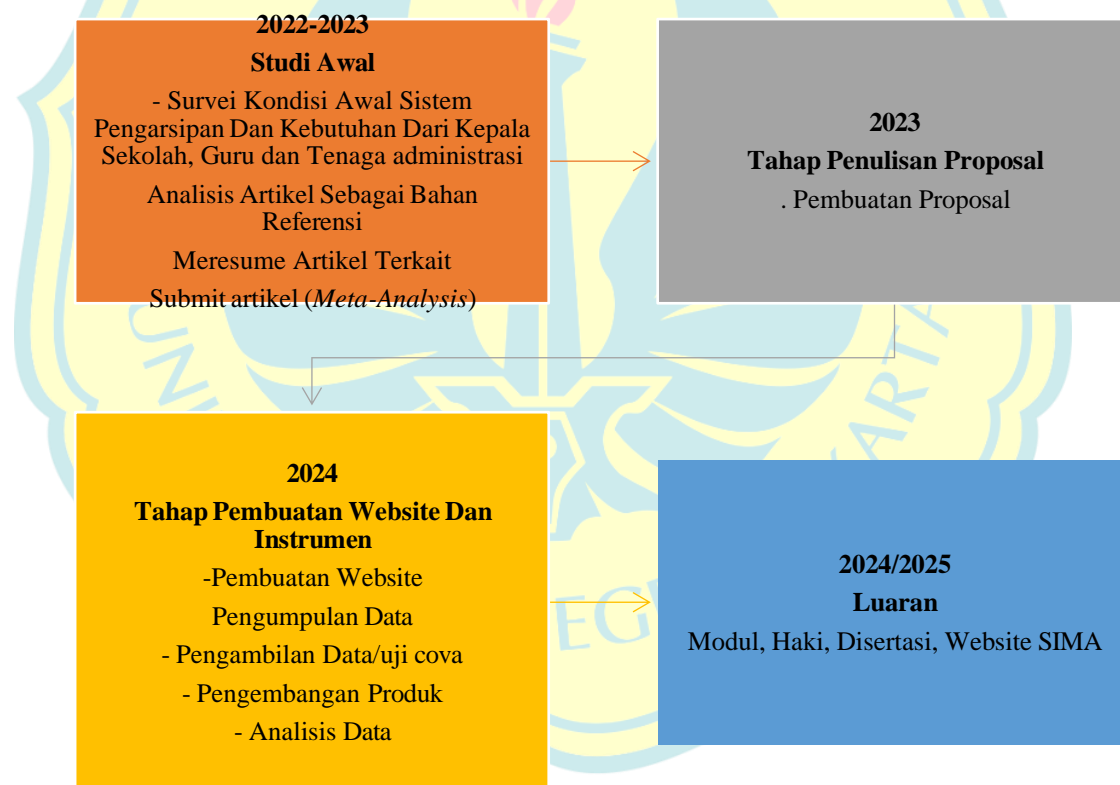 2022-2023
Studi Awal
- Survei Kondisi Awal Sistem
Pengarsipan Dan Kebutuhan Dari Kepala
Sekolah, Guru dan Tenaga administrasi
Analisis Artikel Sebagai Bahan
Referensi
Meresume Artikel Terkait
Submit artikel (Meta-Analysis)
2023
Tahap Penulisan Proposal
. Pembuatan Proposal
2024
Tahap Pembuatan Website Dan
Instrumen
-Pembuatan Website
Pengumpulan Data
- Pengambilan Data/uji cova
- Pengembangan Produk
- Analisis Data
2024/2025
Luaran
Modul, Haki, Disertasi, Website SIMA